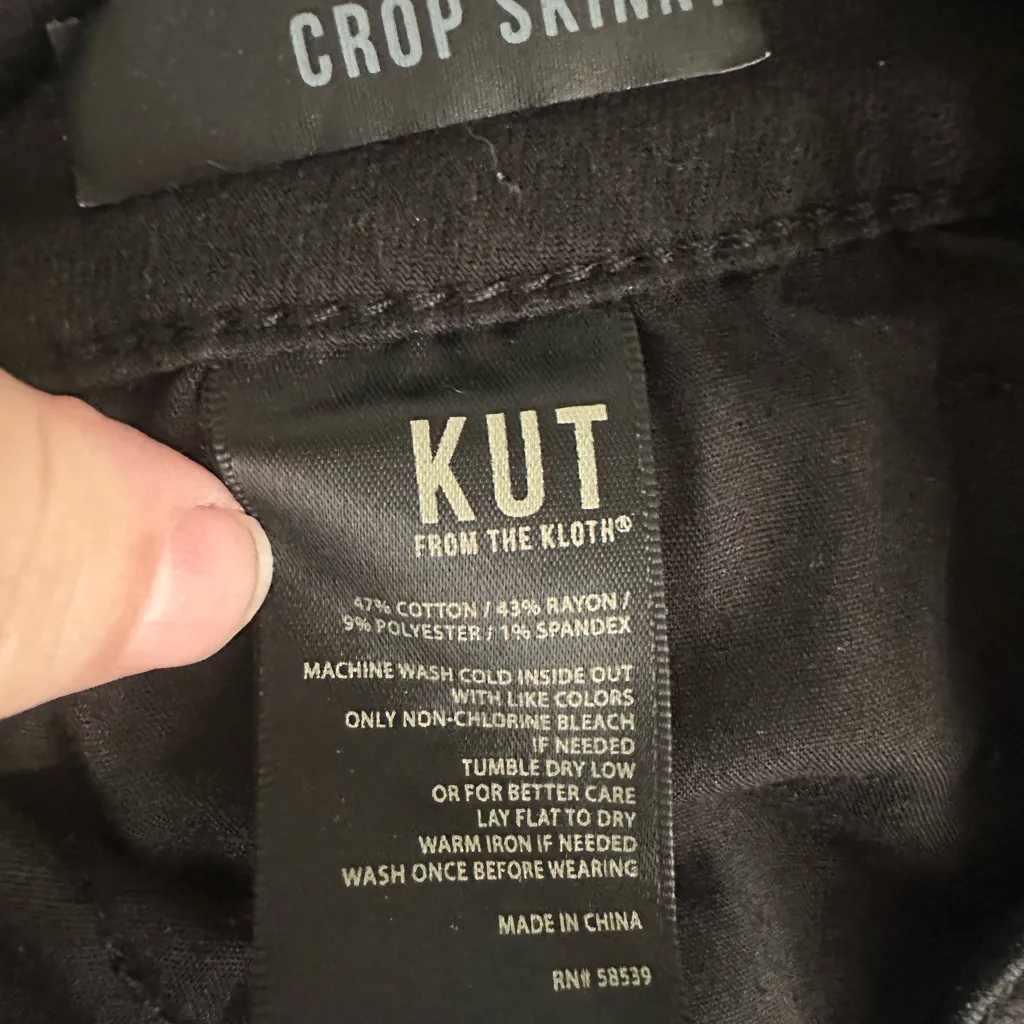 CROP SKINNY
KUT
FROM THE KLOTH®
47% COTTON / 43% RAYON /
9% POLYESTER / 1% SPANDEX
MACHINE WASH COLD INSIDE OUT
WITH LIKE COLORS
ONLY NON-CHLORINE BLEACH
IF NEEDED
TUMBLE DRY LOW
OR FOR BETTER CARE
LAY FLAT TO DRY
WARM IRON IF NEEDED
WASH ONCE BEFORE WEARING
MADE IN CHINA
RN# 58539